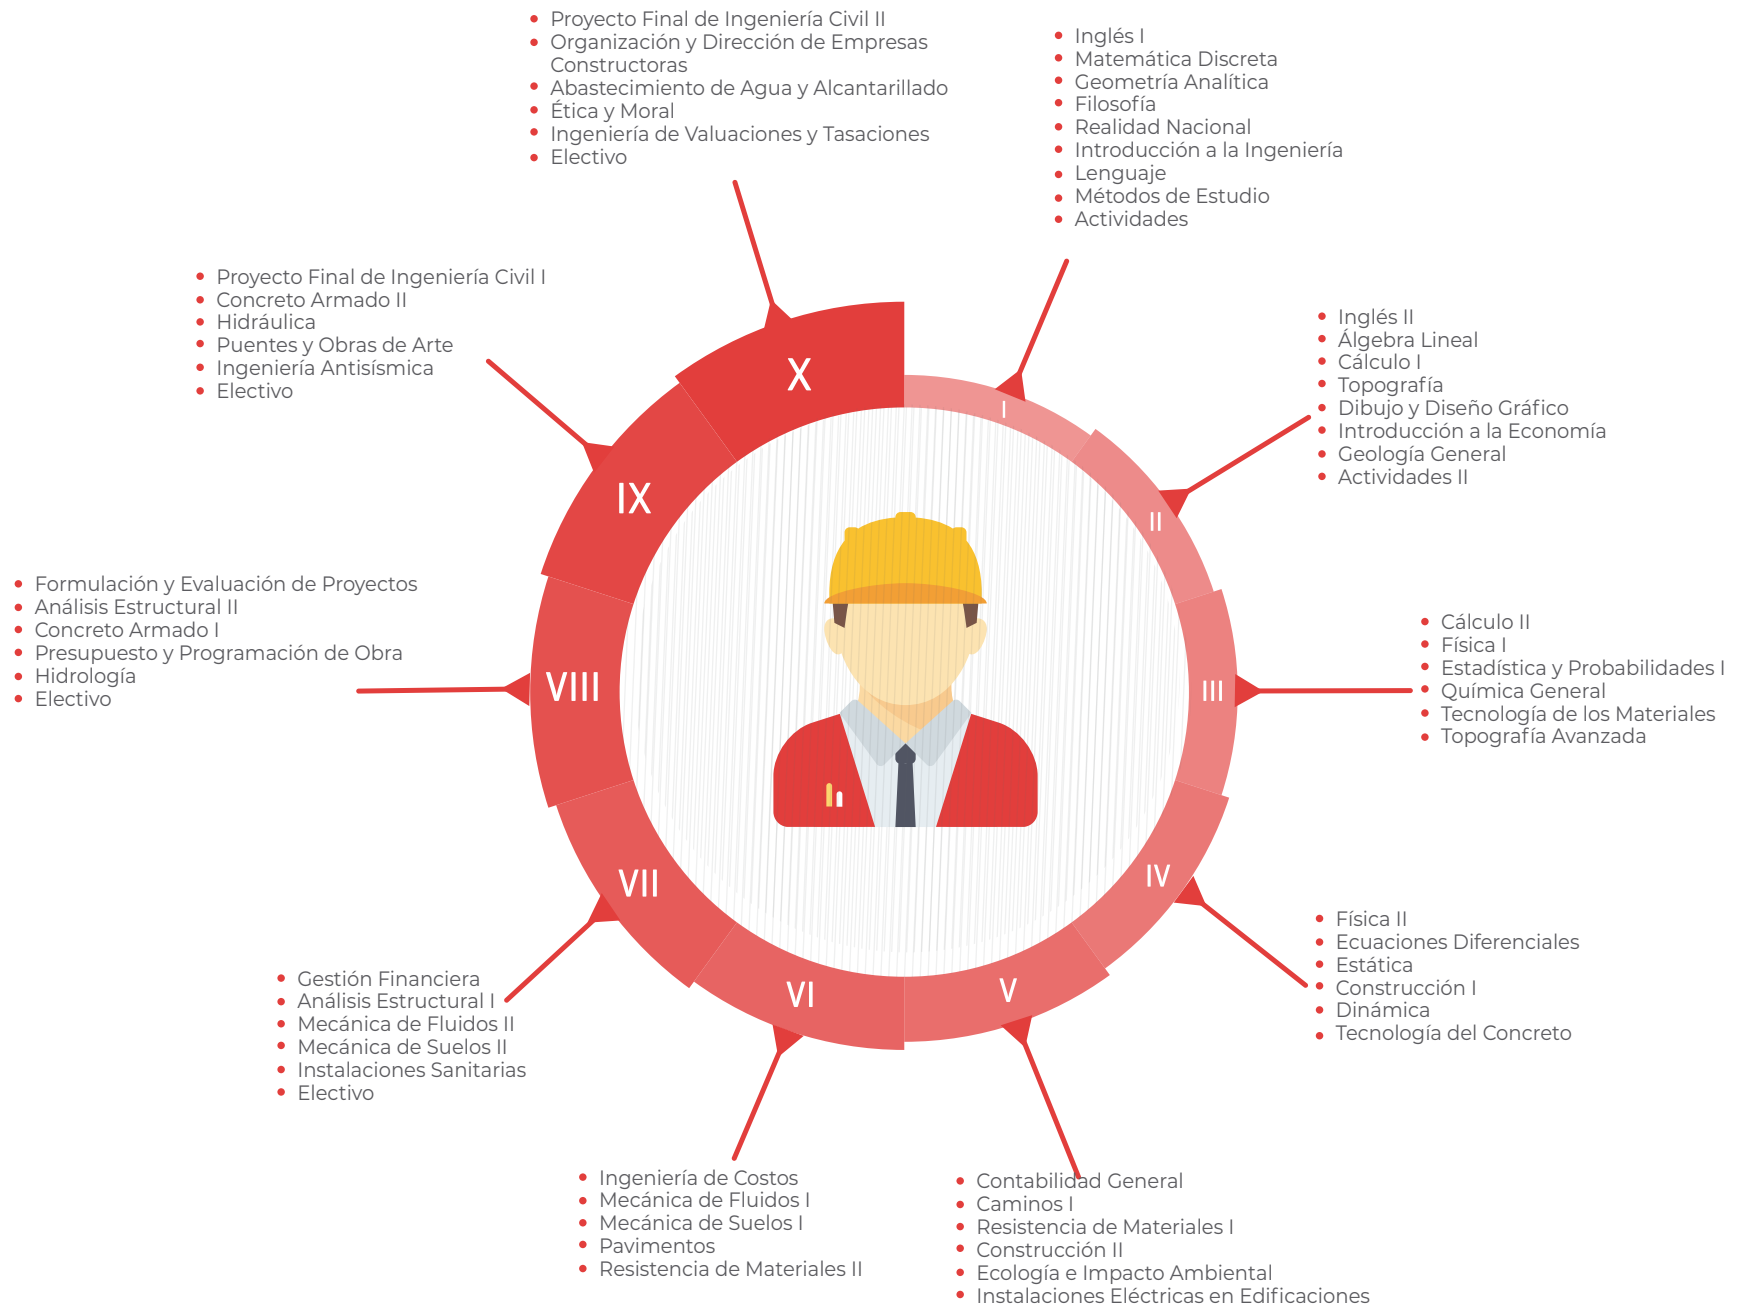 Proyecto Final de Ingeniería Civil II
Organización y Dirección de Empresas
Constructoras
Abastecimiento de Agua y Alcantarillado
Ética y Moral
Ingeniería de Valuaciones y Tasaciones
Electivo
Inglés I
Matemática Discreta
Geometría Analítica
Filosofía
Realidad Nacional
Introducción a la Ingeniería
Lenguaje
Métodos de Estudio
Actividades
Proyecto Final de Ingeniería Civil I
Concreto Armado II
Hidráulica
Puentes y Obras de Arte
Ingeniería Antisísmica
Electivo
Inglés II
Álgebra Lineal
Cálculo I
Topografía
Dibujo y Diseño Gráfico
Introducción a la Economía
Geología General
Actividades II
X
I
IX
II
Formulación y Evaluación de Proyectos
Análisis Estructural II
Concreto Armado I
Presupuesto y Programación de Obra
Hidrología
Electivo
VIII
III
Cálculo II
Física I
Estadística y Probabilidades I
Química General
Tecnología de los Materiales
Topografía Avanzada
VII
IV
VI
V
Física II
Ecuaciones Diferenciales
Estática
Construcción I
Dinámica
Tecnología del Concreto
Gestión Financiera
Análisis Estructural I
Mecánica de Fluidos II
Mecánica de Suelos II
Instalaciones Sanitarias
Electivo
Ingeniería de Costos
Mecánica de Fluidos I
Mecánica de Suelos I
Pavimentos
Resistencia de Materiales II
Contabilidad General
Caminos I
Resistencia de Materiales I
Construcción II
Ecología e Impacto Ambiental
Instalaciones Eléctricas en Edificaciones